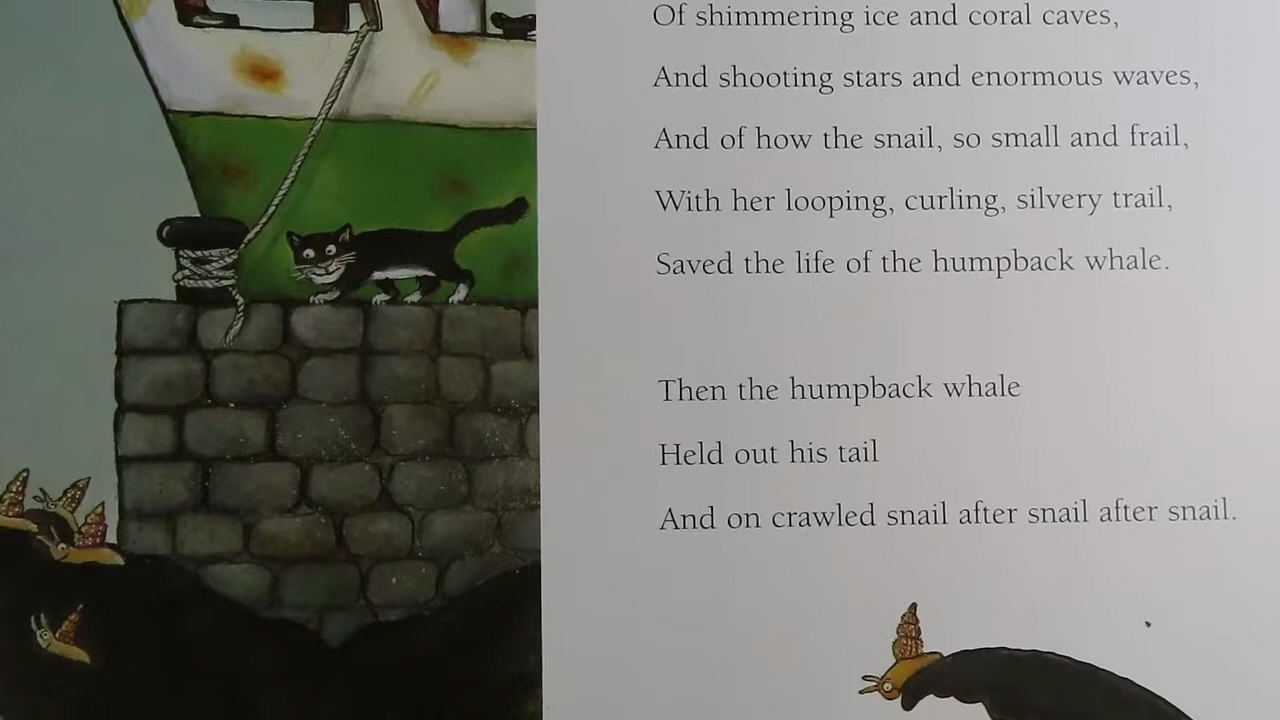 Of shimmering ice and coral caves,
And shooting stars and enormous waves,
And of how the snail, so small and frail,
With her looping, curling, silvery trail,
Saved the life of the humpback whale.
Then the humpback whale
Held out his tail
And on crawled snail after snail after snail.